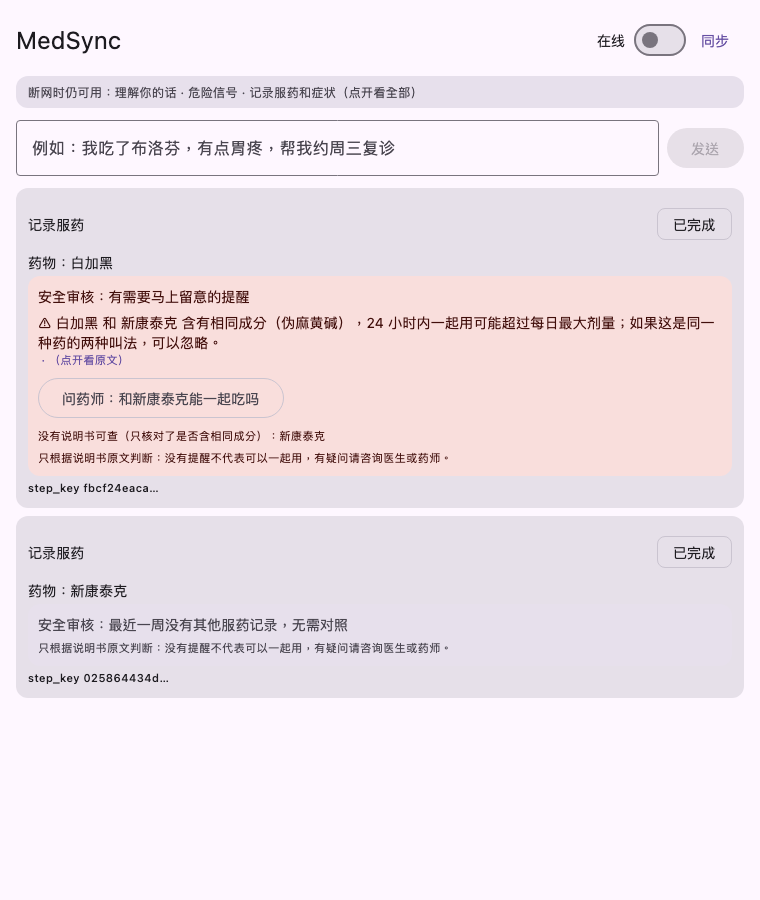 MedSync
在线
同步
断网时仍可用：理解你的话 · 危险信号 · 记录服药和症状（点开看全部）
例如：我吃了布洛芬，有点胃疼，帮我约周三复诊
发送
记录服药
已完成
药物：白加黑
安全审核：有需要马上留意的提醒
⚠ 白加黑 和 新康泰克 含有相同成分（伪麻黄碱），24 小时内一起用可能超过每日最大剂量；如果这是同一
种药的两种叫法，可以忽略。
· （点开看原文）
问药师：和新康泰克能一起吃吗
没有说明书可查（只核对了是否含相同成分）：新康泰克
只根据说明书原文判断：没有提醒不代表可以一起用，有疑问请咨询医生或药师。
step_key fbcf24eaca…
记录服药
已完成
药物：新康泰克
安全审核：最近一周没有其他服药记录，无需对照
只根据说明书原文判断：没有提醒不代表可以一起用，有疑问请咨询医生或药师。
step_key 025864434d…